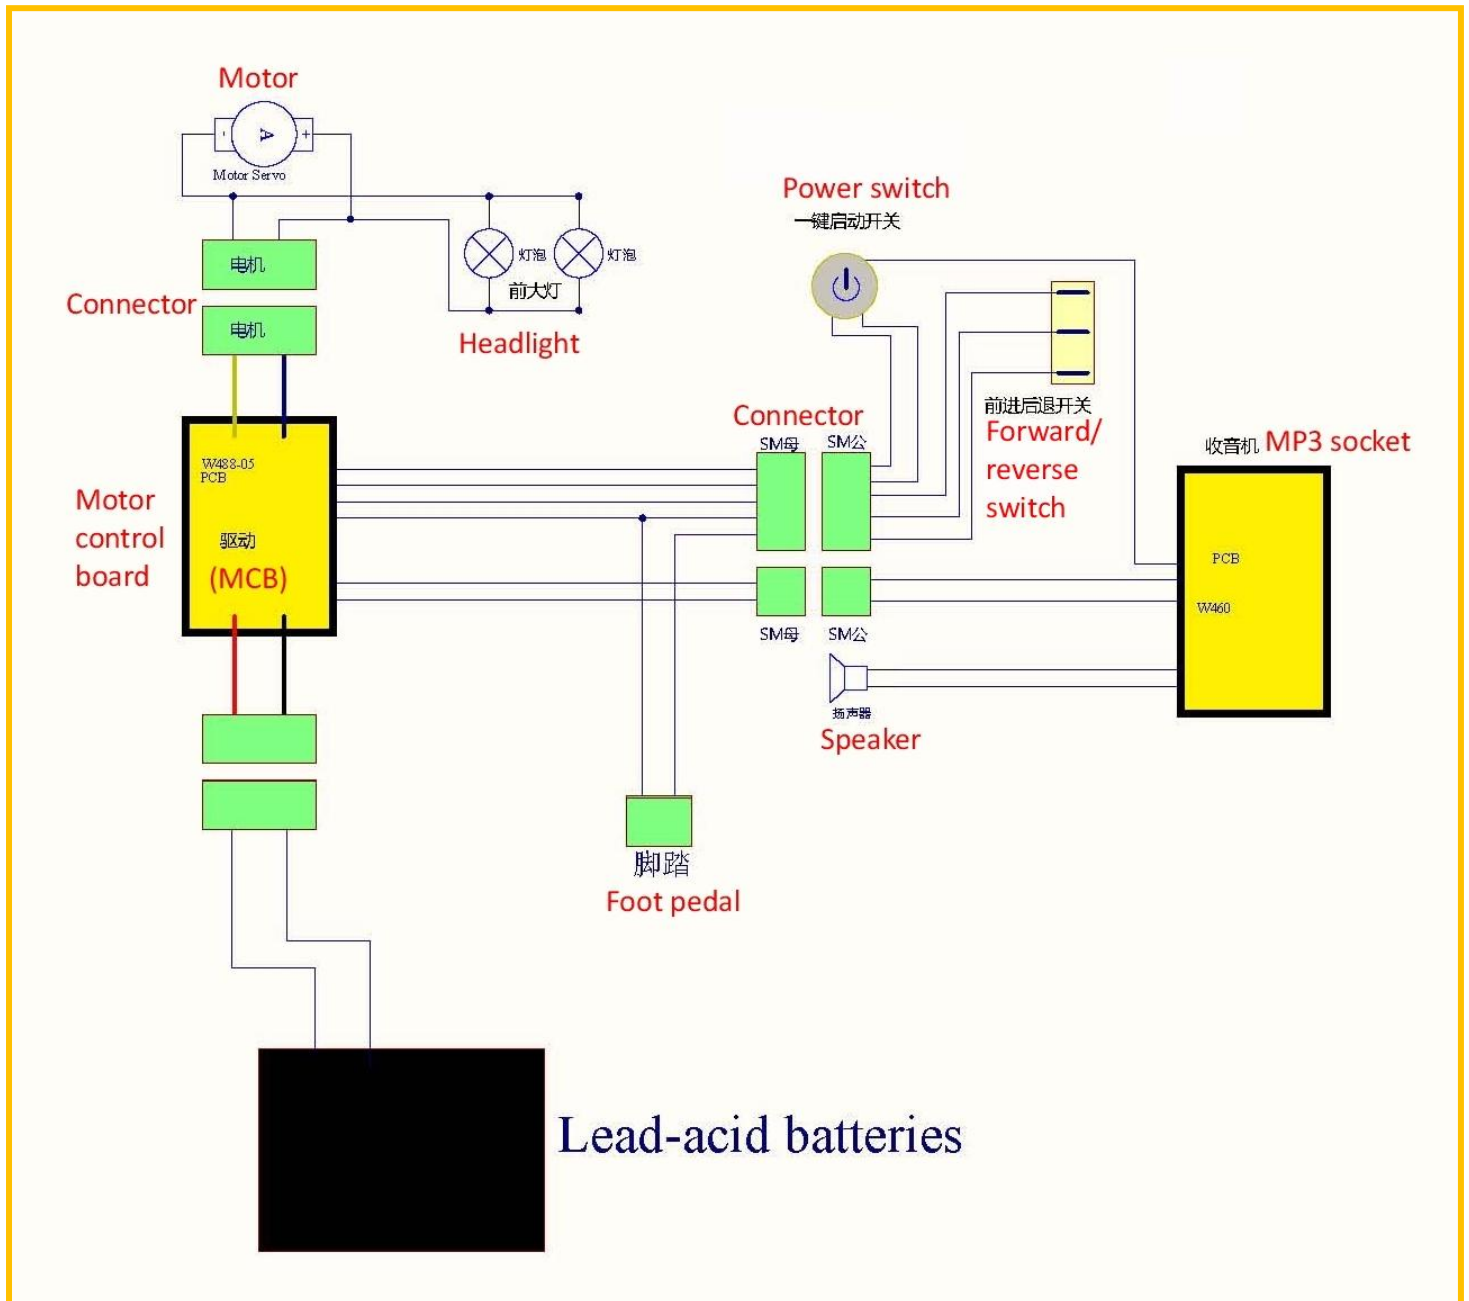 Motor
- A +
Motor Servo
Power switch
一键启动开关
电机
灯泡
灯泡
前大灯
Connector
电机
Headlight
前进后退开关
Forward/
reverse
switch
Connector
SM母
SM公
收音机 MP3 socket
W488-05
PCB
Motor
control
board
驱动
(MCB)
PCB
W460
SM母
SM公
扬声器
Speaker
脚踏
Foot pedal
Lead-acid batteries